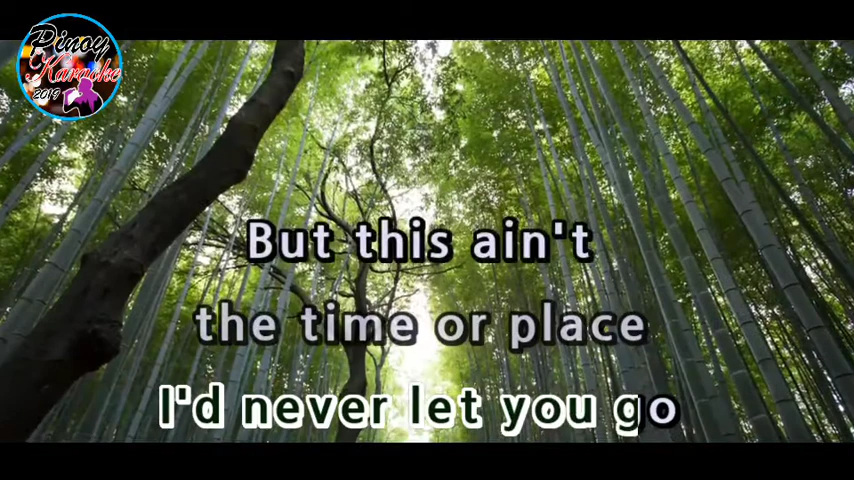 Pinoy
Karaoke
2019
But this ain't
the time or place
I'd never let you go